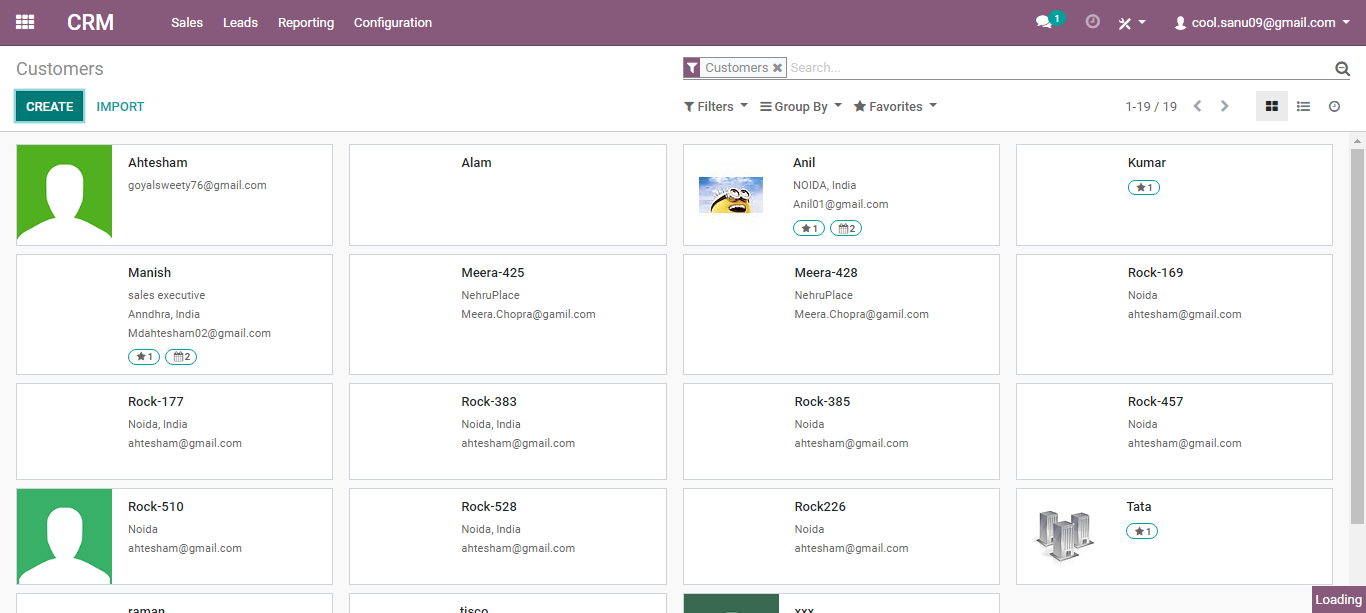 CRM Sales Leads Reporting Configuration 1 cool.sanu09@gmail.com
Customers
Customers Search...
CREATE IMPORT
Filters Group By Favorites 1-19 / 19
Ahtesham
goyalsweety76@gmail.com
Alam
Anil
NOIDA, India
Anil01@gmail.com
1 2
Kumar
1
Manish
sales executive
Anndhra, India
Mdahtesham02@gmail.com
1 2
Meera-425
NehruPlace
Meera.Chopra@gamil.com
Meera-428
NehruPlace
Meera.Chopra@gamil.com
Rock-169
Noida
ahtesham@gmail.com
Rock-177
Noida, India
ahtesham@gmail.com
Rock-383
Noida, India
ahtesham@gmail.com
Rock-385
Noida
ahtesham@gmail.com
Rock-457
Noida
ahtesham@gmail.com
Rock-510
Noida
ahtesham@gmail.com
Rock-528
Noida, India
ahtesham@gmail.com
Rock226
Noida
ahtesham@gmail.com
Tata
1
raman
tisco
xxx
Loading